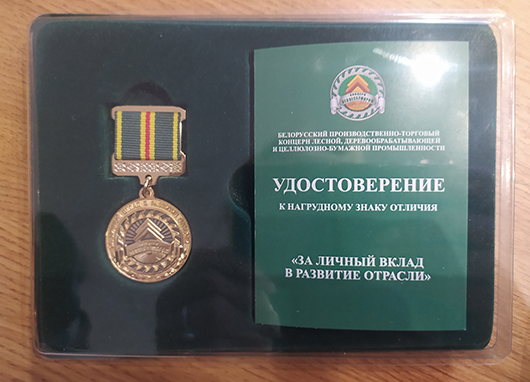 БЕЛОРУССКИЙ ПРОИЗВОДСТВЕННО-ТОРГОВЫЙ
КОНЦЕРН ЛЕСНОЙ, ДЕРЕВООБРАБАТЫВАЮЩЕЙ
И ЦЕЛЛЮЛОЗНО-БУМАЖНОЙ ПРОМЫШЛЕННОСТИ
УДОСТОВЕРЕНИЕ
К НАГРУДНОМУ ЗНАКУ ОТЛИЧИЯ
«ЗА ЛИЧНЫЙ ВКЛАД
В РАЗВИТИЕ ОТРАСЛИ»